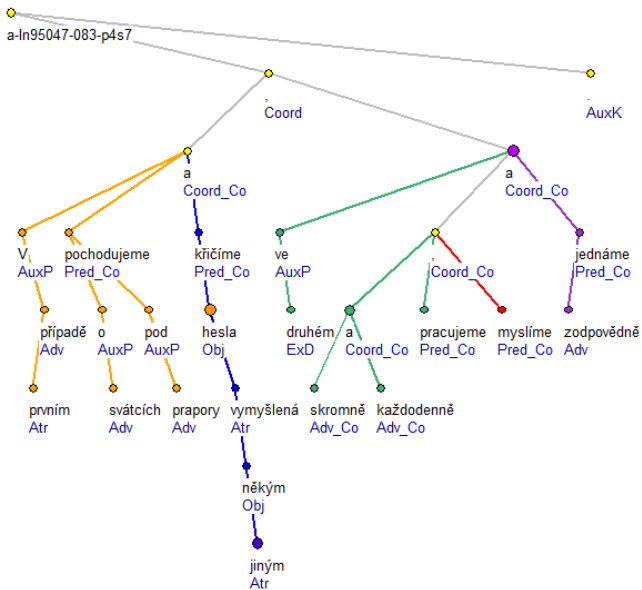 a-ln95047-083-p4s7
.
Coord
.
AuxK
a
Coord_Co
a
Coord_Co
V
AuxP
pochodujeme
Pred_Co
křičíme
Pred_Co
ve
AuxP
.
Coord_Co
jednáme
Pred_Co
případě
Adv
o
AuxP
pod
AuxP
hesla
Obj
druhém
ExD
a
Coord_Co
pracujeme
Pred_Co
myslíme
Pred_Co
zodpovědně
Adv
prvním
Atr
svátcích
Adv
prapory
Adv
vymyšlená
Atr
skromně
Adv_Co
každodenně
Adv_Co
někým
Obj
jiným
Atr